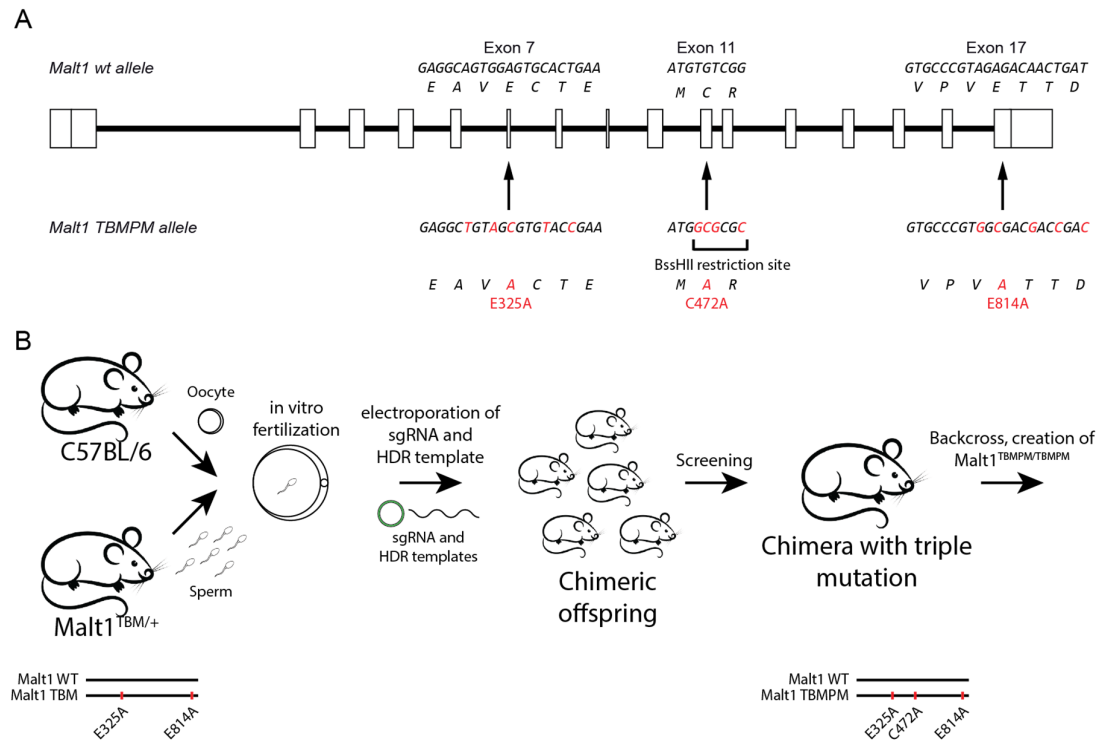 A
Exon 7
Exon 11
Exon 17
Malt1 wt allele
GAGGCAGTGGAGTGCACTGAA
ATGTGTCGG
GTGCCCGTAGAGACAACTGAT
E A V E C T E
M C R
V P V E T T D
Malt1 TBMPM allele
GAGGCTGTAGCGTGTACCGAA
ATGGCGCGC
GTGCCCGTGGCGACGACCGAC
BssHII restriction site
E A V A C T E
M A R
V P V A T T D
E325A
C472A
E814A
B
C57BL/6
Oocyte
in vitro
fertilization
electroporation of
sgRNA and
HDR template
sgRNA and
HDR templates
Screening
Backcross, creation of
Malt1TBMPM/TBMPM
Sperm
Malt1TBM/+
Chimeric
offspring
Chimera with triple
mutation
Malt1 WT
Malt1 TBM
E325A
E814A
Malt1 WT
Malt1 TBMPM
E325A
C472A
E814A